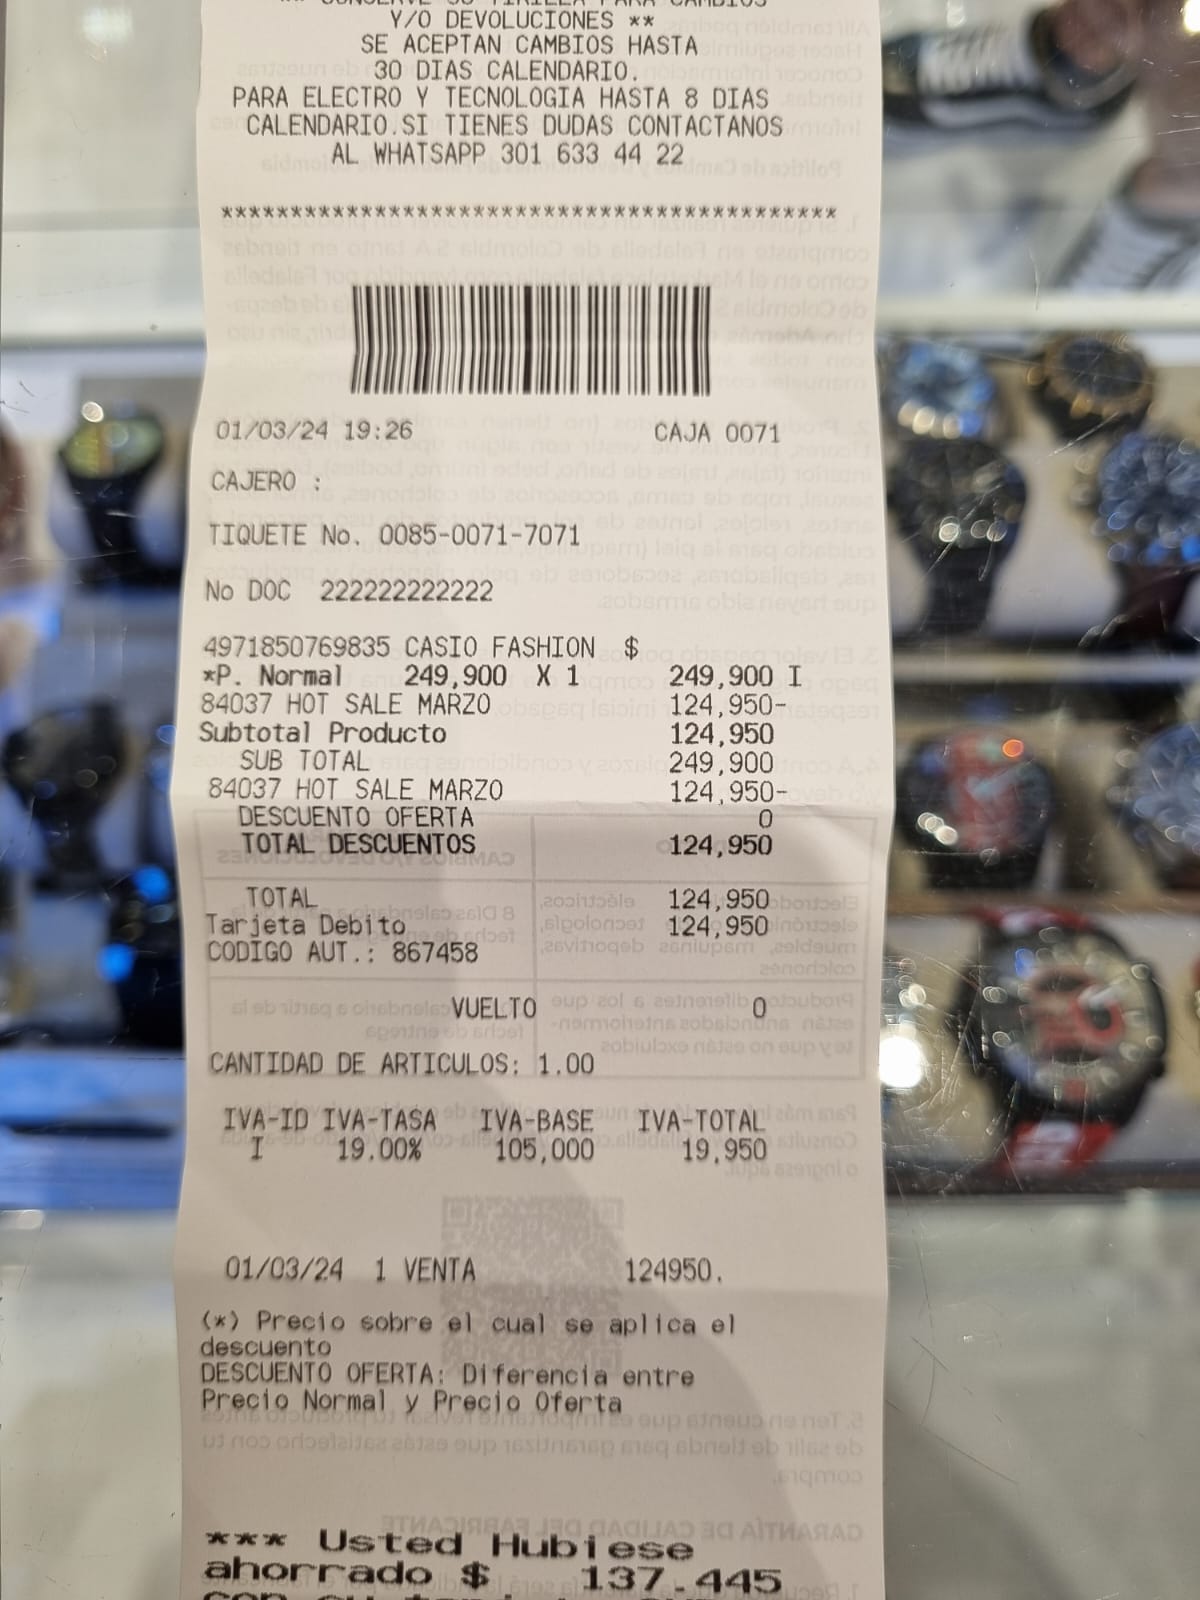 ** CONSERVE SU TIRILLA PARA CAMBIOS
Y/O DEVOLUCIONES **
SE ACEPTAN CAMBIOS HASTA
30 DIAS CALENDARIO.
PARA ELECTRO Y TECNOLOGIA HASTA 8 DIAS
CALENDARIO.SI TIENES DUDAS CONTACTANOS
AL WHATSAPP 301 633 44 22
********************************************
01/03/24 19:26 CAJA 0071
CAJERO :
TIQUETE No. 0085-0071-7071
No DOC 222222222222
4971850769835 CASIO FASHION $
*P. Normal 249,900 X 1 249,900 I
84037 HOT SALE MARZO 124,950-
Subtotal Producto 124,950
SUB TOTAL 249,900
84037 HOT SALE MARZO 124,950-
DESCUENTO OFERTA 0
TOTAL DESCUENTOS 124,950
TOTAL 124,950
Tarjeta Debito 124,950
CODIGO AUT.: 867458
VUELTO 0
CANTIDAD DE ARTICULOS: 1.00
IVA-ID IVA-TASA IVA-BASE IVA-TOTAL
I 19.00% 105,000 19,950
01/03/24 1 VENTA 124950.
(*) Precio sobre el cual se aplica el
descuento
DESCUENTO OFERTA: Diferencia entre
Precio Normal y Precio Oferta
*** Usted Hubiese
ahorrado $ 137.445